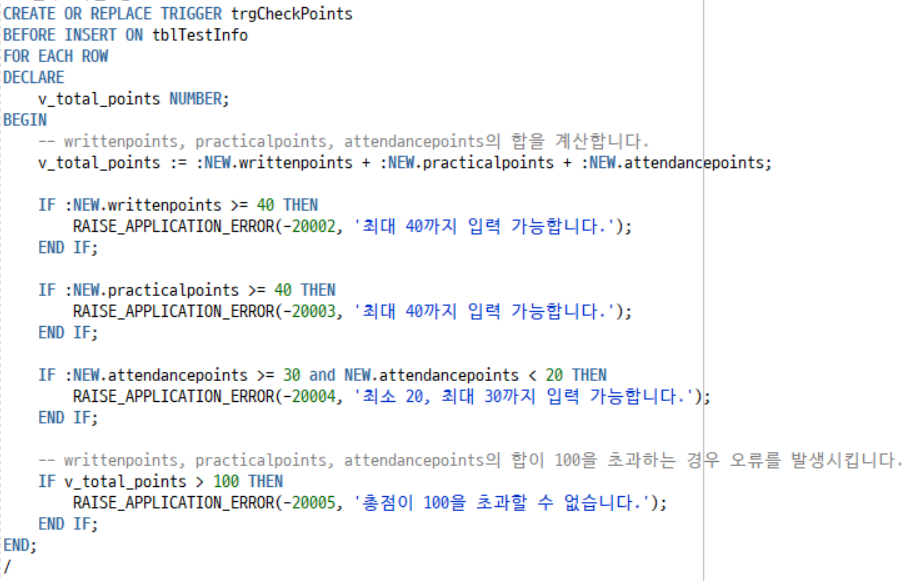 CREATE OR REPLACE TRIGGER trgCheckPoints
BEFORE INSERT ON tblTestInfo
FOR EACH ROW
DECLARE
    v_total_points NUMBER;
BEGIN
    -- writtenpoints, practicalpoints, attendancepoints의 합을 계산합니다.
    v_total_points := :NEW.writtenpoints + :NEW.practicalpoints + :NEW.attendancepoints;

    IF :NEW.writtenpoints >= 40 THEN
        RAISE_APPLICATION_ERROR(-20002, '최대 40까지 입력 가능합니다.');
    END IF;

    IF :NEW.practicalpoints >= 40 THEN
        RAISE_APPLICATION_ERROR(-20003, '최대 40까지 입력 가능합니다.');
    END IF;

    IF :NEW.attendancepoints >= 30 and NEW.attendancepoints < 20 THEN
        RAISE_APPLICATION_ERROR(-20004, '최소 20, 최대 30까지 입력 가능합니다.');
    END IF;

    -- writtenpoints, practicalpoints, attendancepoints의 합이 100을 초과하는 경우 오류를 발생시킵니다.
    IF v_total_points > 100 THEN
        RAISE_APPLICATION_ERROR(-20005, '총점이 100을 초과할 수 없습니다.');
    END IF;
END;
/